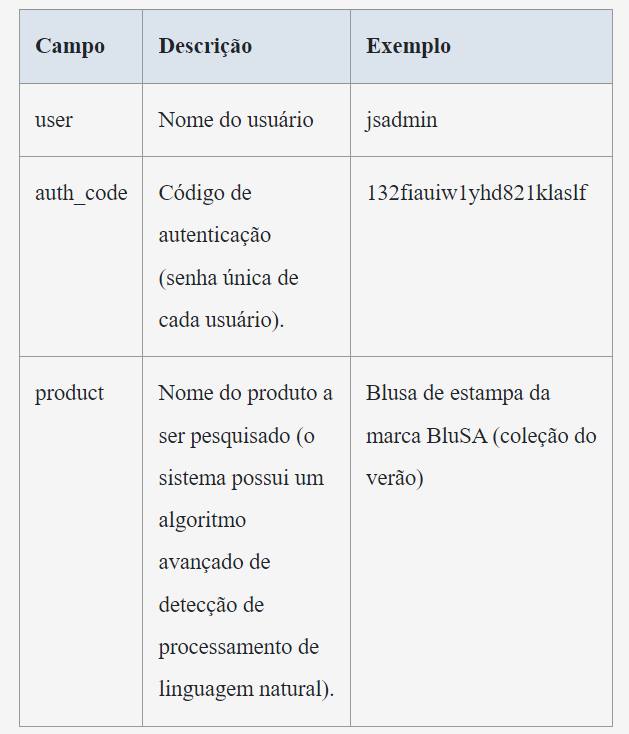 Campo Descrição Exemplo
user Nome do usuário jsadmin
auth_code Código de 132fiauiw1yhd821klaslf
autenticação
(senha única de
cada usuário).
product Nome do produto a Blusa de estampa da
ser pesquisado (o marca BluSA (coleção do
sistema possui um verão)
algoritmo
avançado de
detecção de
processamento de
linguagem natural).